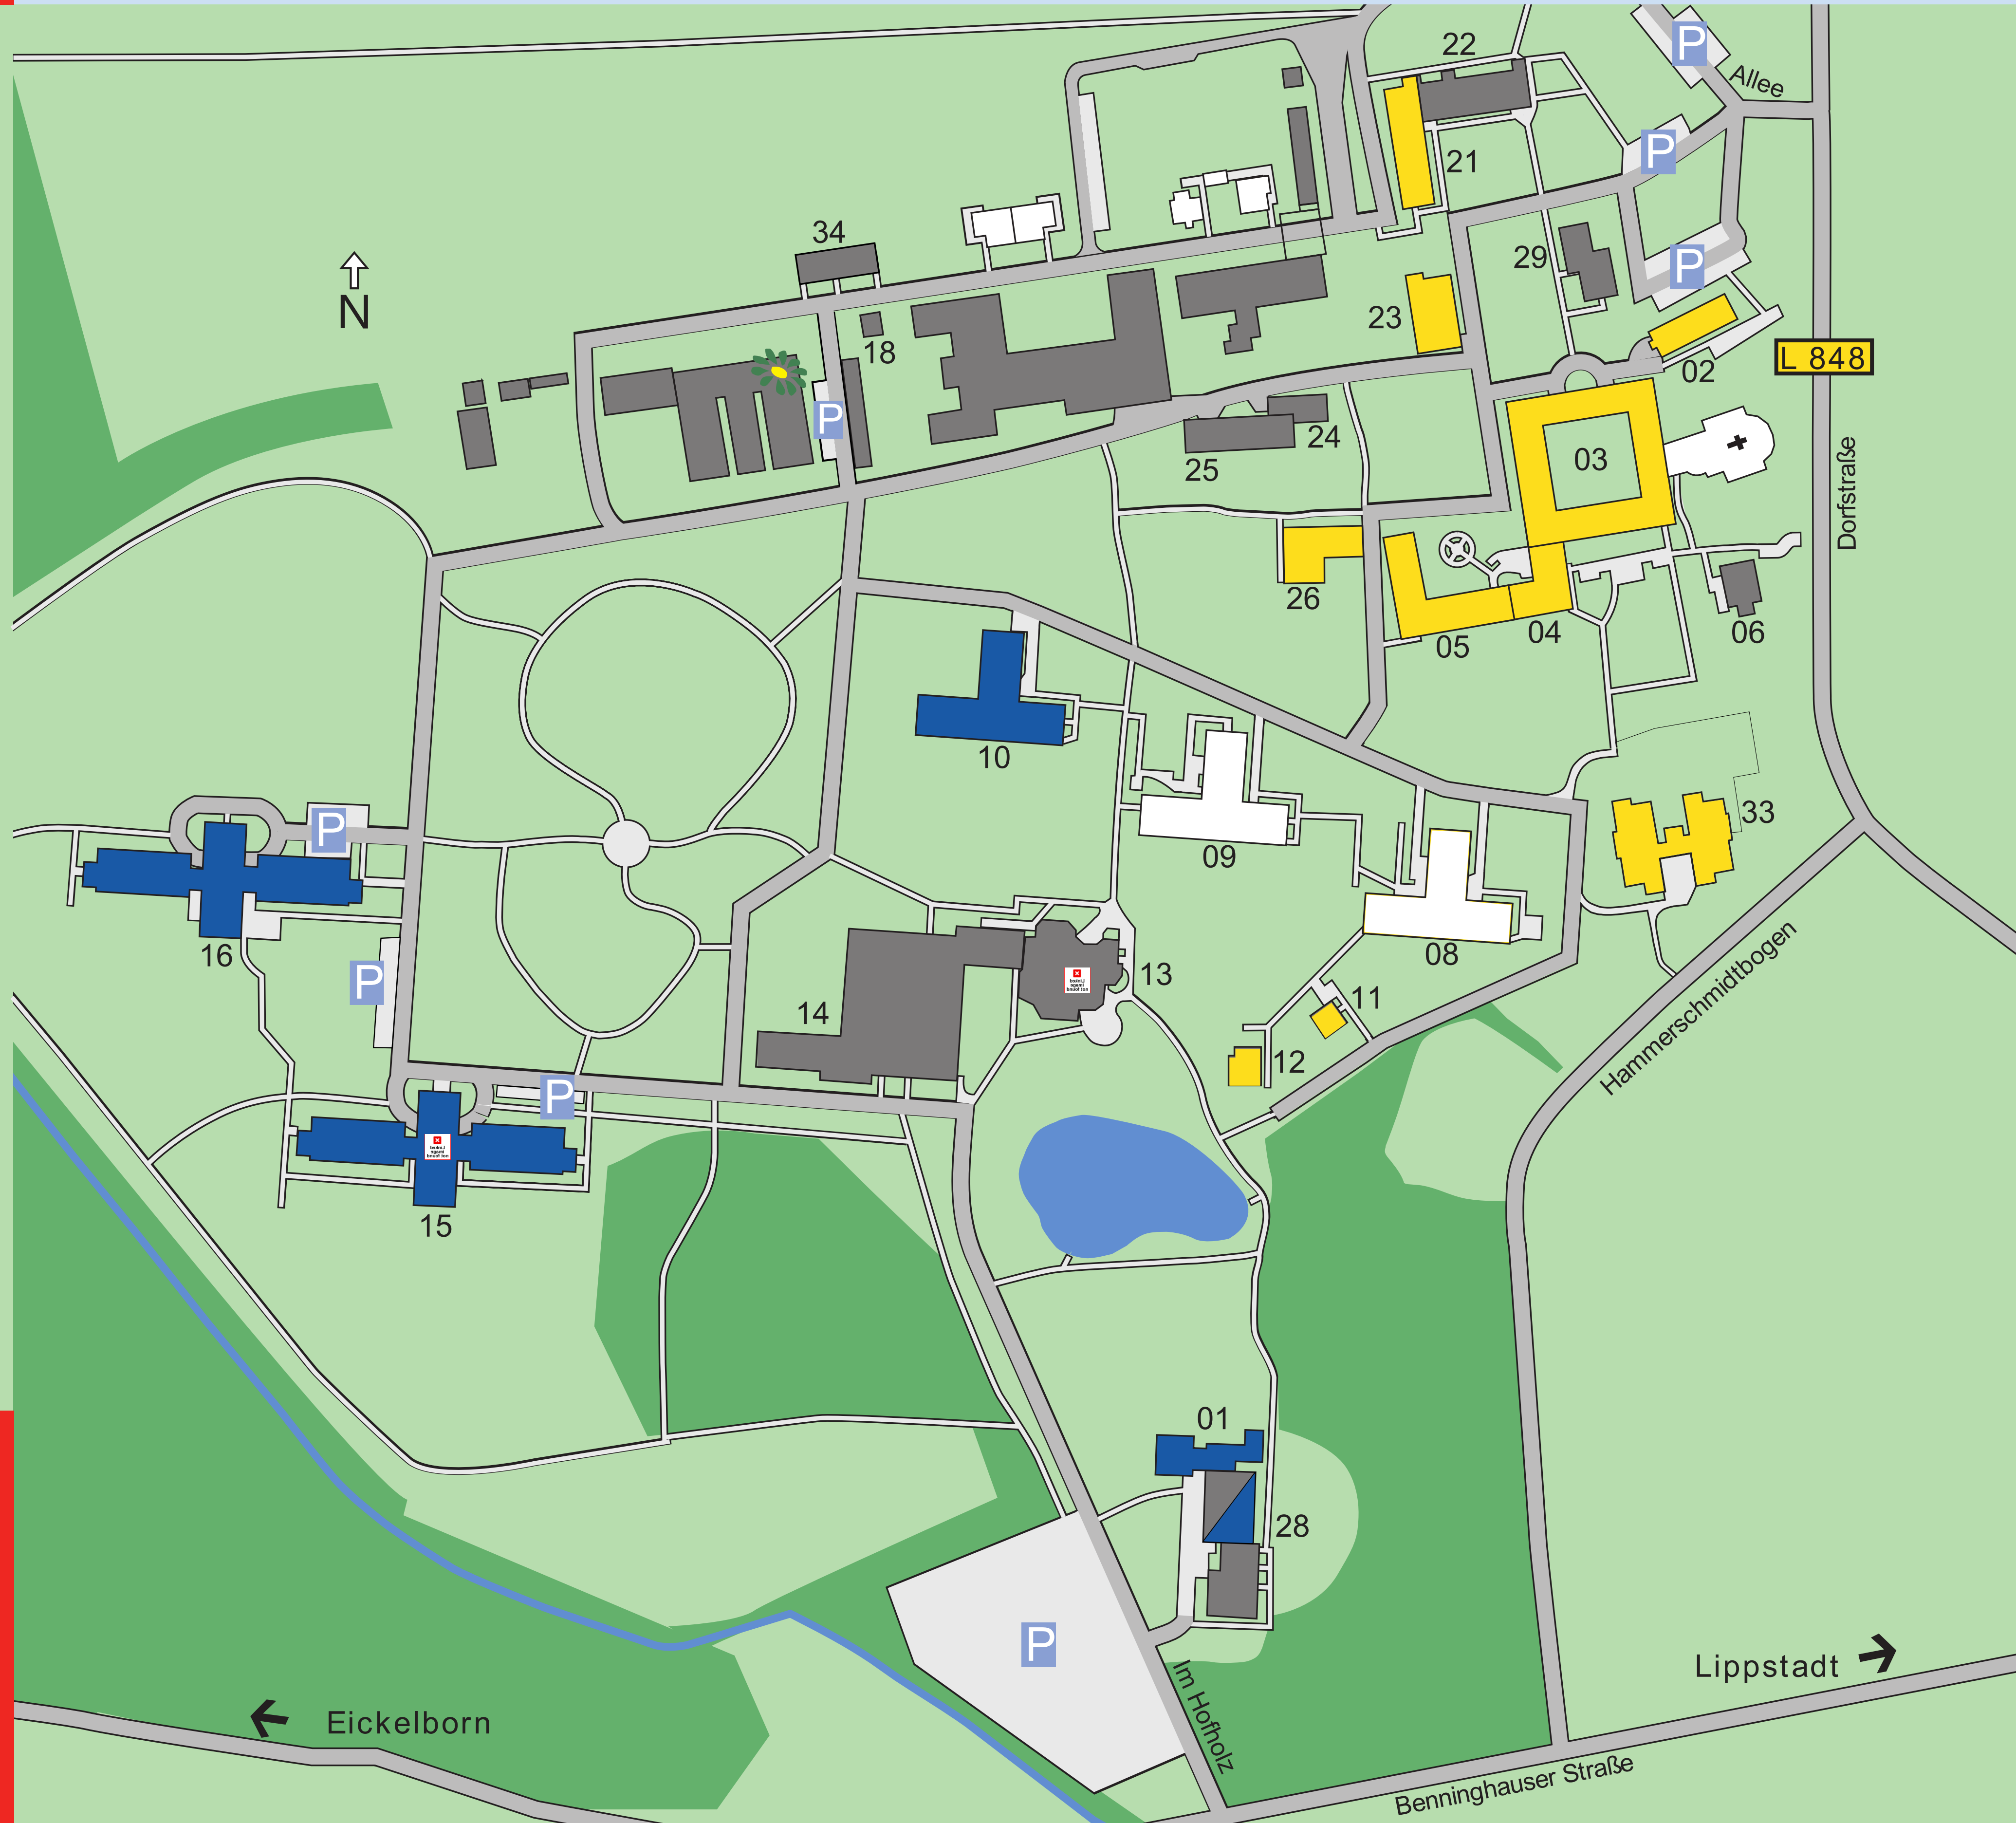 P
Allee
22
P
21
34
29
P
N
18
23
02
L 848
P
24
03
25
Dorfstraße
26
05
04
06
10
P
33
09
16
08
P
13
14
11
Hammerschmidtbogen
12
P
15
01
28
P
Im Hofholz
Lippstadt
Eickelborn
Benninghauser Straße